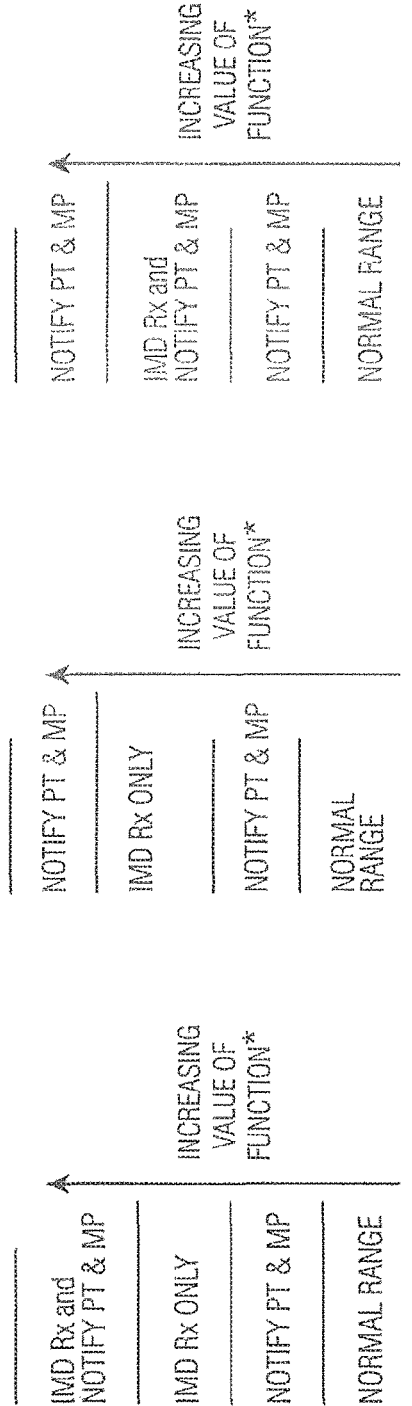 IMD Rx and
NOTIFY PT & MP
IMD Rx ONLY
NOTIFY PT & MP
NORMAL RANGE
INCREASING
VALUE OF
FUNCTION*
NOTIFY PT & MP
IMD Rx ONLY
NOTIFY PT & MP
NORMAL
RANGE
INCREASING
VALUE OF
FUNCTION*
NOTIFY PT & MP
IMD Rx and
NOTIFY PT & MP
NOTIFY PT & MP
NORMAL RANGE
INCREASING
VALUE OF
FUNCTION*